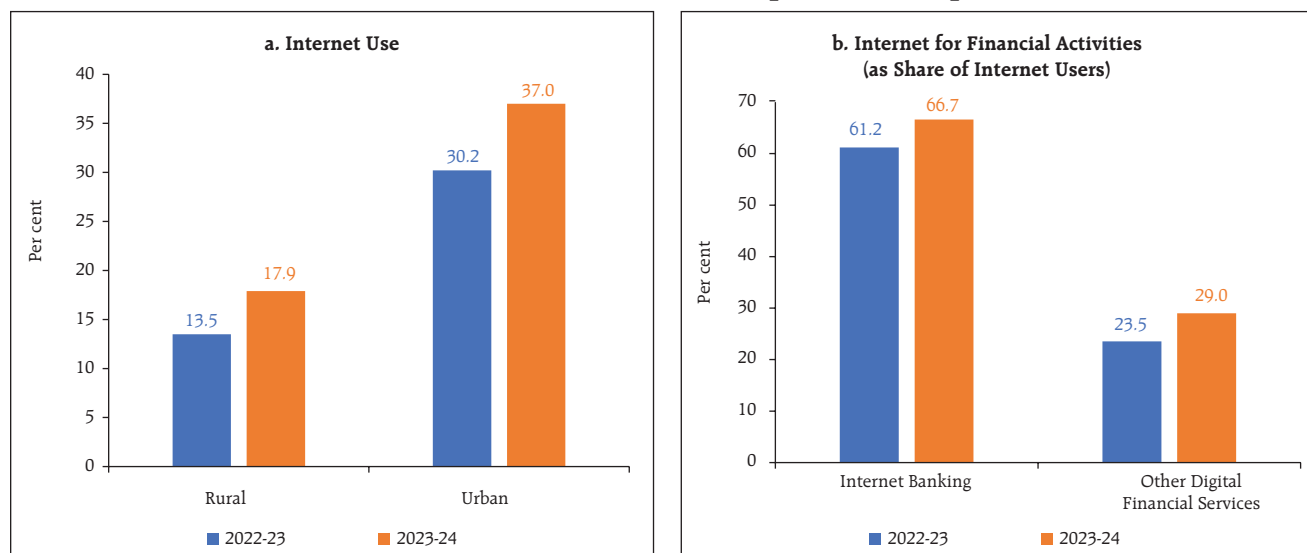 a. Internet Use
Per cent
40
35
30
25
20
15
10
5
0
13.5
17.9
30.2
37.0
Rural
Urban
2022-23
2023-24
b. Internet for Financial Activities
(as Share of Internet Users)
Per cent
70
60
50
40
30
20
10
0
61.2
66.7
23.5
29.0
Internet Banking
Other Digital
Financial Services
2022-23
2023-24